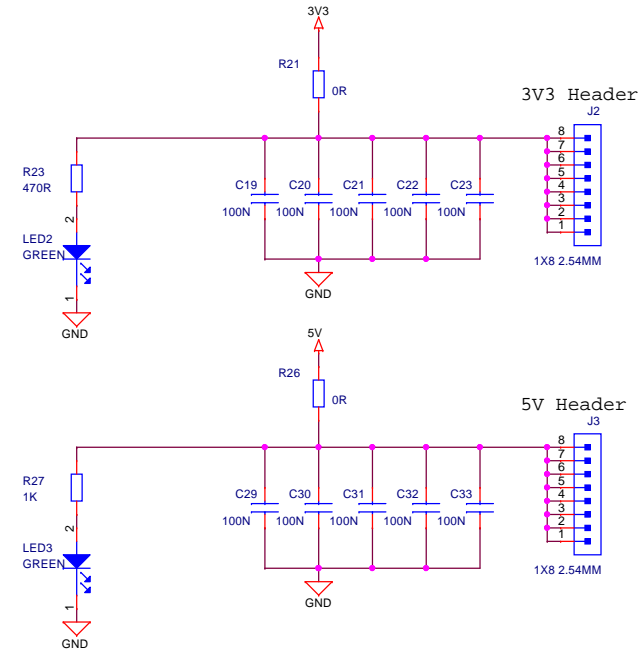 3V3
R21
0R
3V3 Header
J2
8
7
6
5
4
3
2
1
1X8 2.54MM
R23
470R
C19
100N
C20
100N
C21
100N
C22
100N
C23
100N
2
LED2
GREEN
1
GND
GND
5V
R26
0R
5V Header
J3
8
7
6
5
4
3
2
1
1X8 2.54MM
R27
1K
C29
100N
C30
100N
C31
100N
C32
100N
C33
100N
2
LED3
GREEN
1
GND
GND